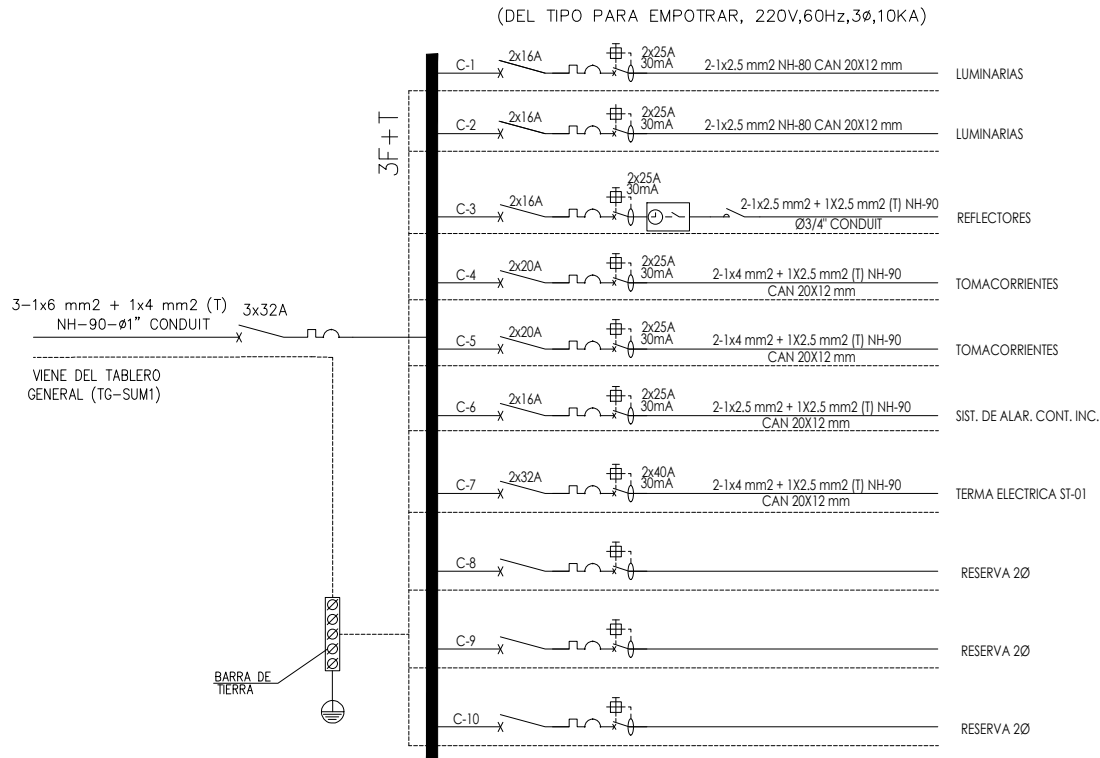 (DEL TIPO PARA EMPOTRAR, 220V,60Hz,3ø,10KA)
3F+T
C-1
2x16A
2x25A
30mA
2-1x2.5 mm2 NH-80 CAN 20X12 mm
LUMINARIAS
C-2
2x16A
2x25A
30mA
2-1x2.5 mm2 NH-80 CAN 20X12 mm
LUMINARIAS
C-3
2x16A
2x25A
30mA
2-1x2.5 mm2 + 1X2.5 mm2 (T) NH-90
Ø3/4" CONDUIT
REFLECTORES
C-4
2x20A
2x25A
30mA
2-1x4 mm2 + 1X2.5 mm2 (T) NH-90
CAN 20X12 mm
TOMACORRIENTES
3-1x6 mm2 + 1x4 mm2 (T)
NH-90-ø1" CONDUIT
3x32A
VIENE DEL TABLERO
GENERAL (TG-SUM1)
C-5
2x20A
2x25A
30mA
2-1x4 mm2 + 1X2.5 mm2 (T) NH-90
CAN 20X12 mm
TOMACORRIENTES
C-6
2x16A
2x25A
30mA
2-1x2.5 mm2 + 1X2.5 mm2 (T) NH-90
CAN 20X12 mm
SIST. DE ALAR. CONT. INC.
C-7
2x32A
2x40A
30mA
2-1x4 mm2 + 1X2.5 mm2 (T) NH-90
CAN 20X12 mm
TERMA ELECTRICA ST-01
C-8
RESERVA 2Ø
C-9
RESERVA 2Ø
BARRA DE
TIERRA
C-10
RESERVA 2Ø